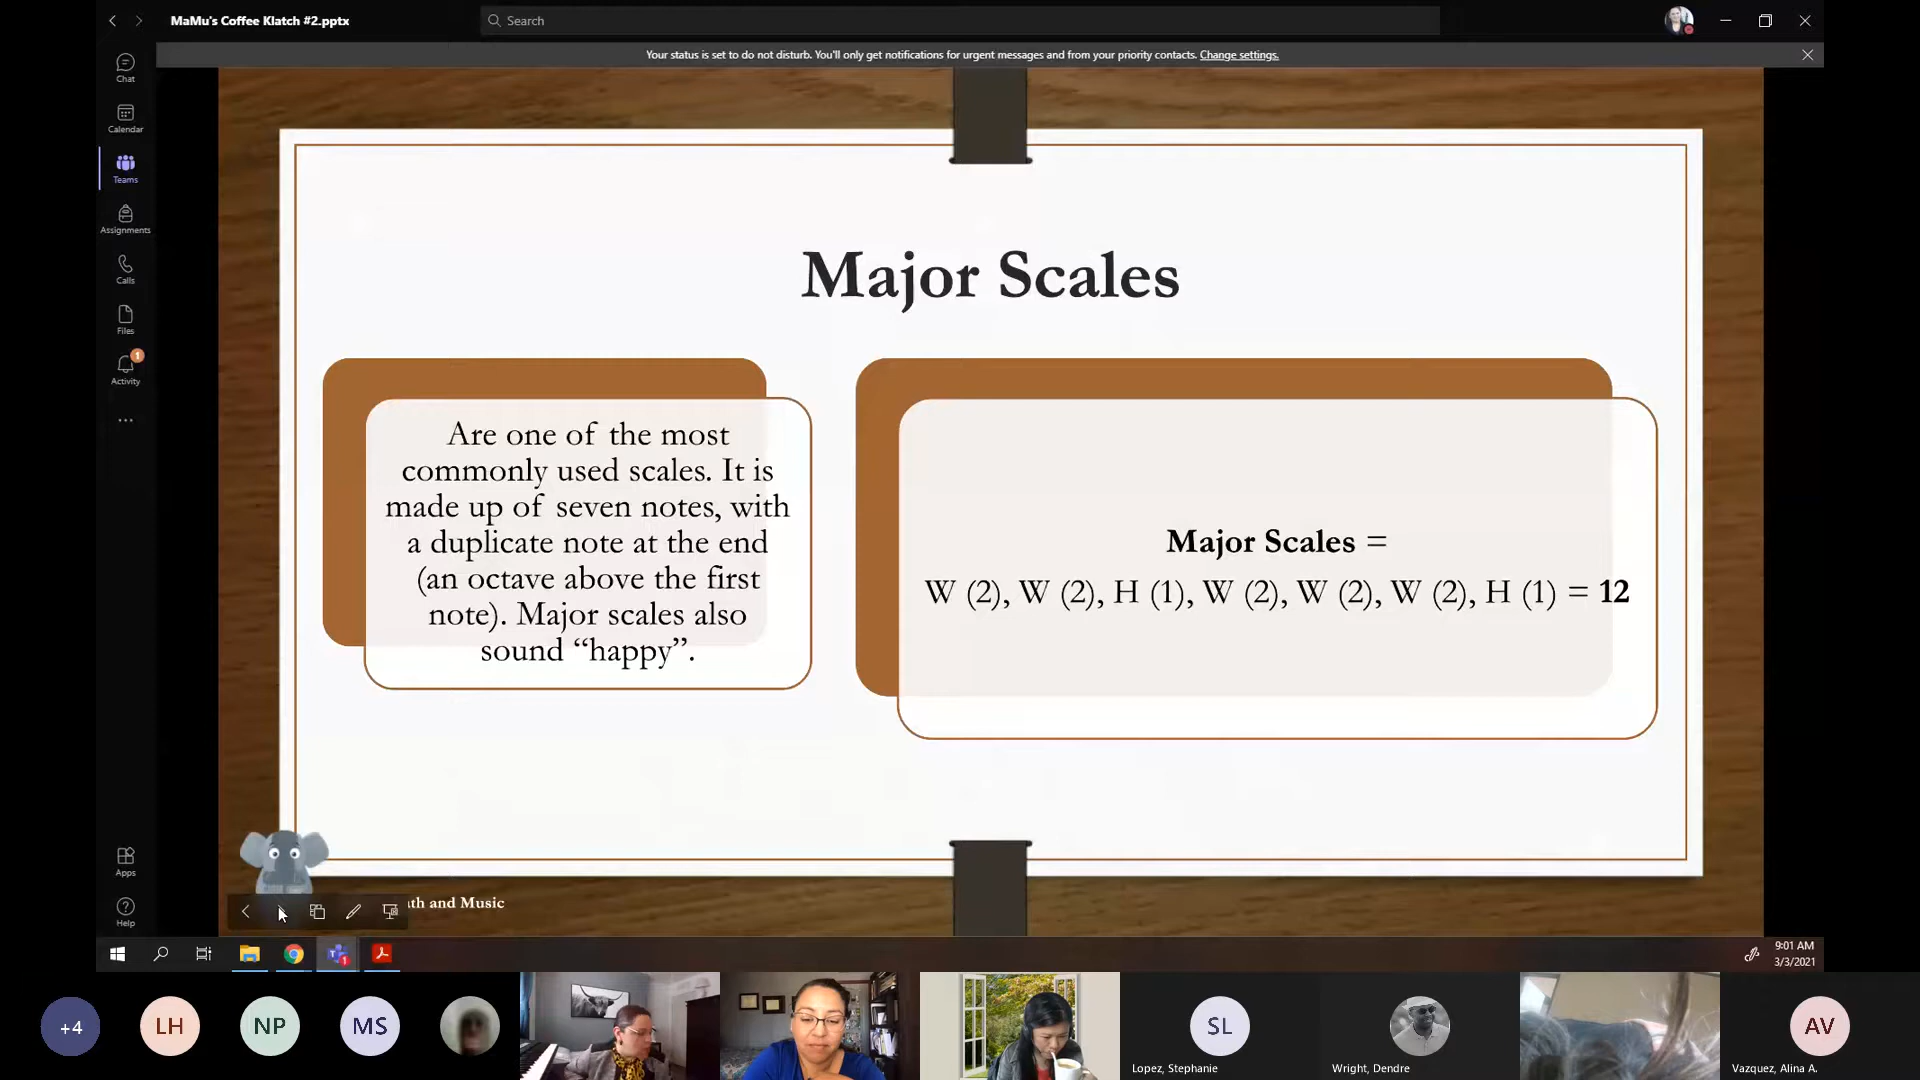 MaMu's Coffee Klatch #2.pptx
Search
Your status is set to do not disturb. You'll only get notifications for urgent messages and from your priority contacts. Change settings.
Chat
Calendar
Teams
Assignments
Calls
Files
1
Activity
Apps
Help
Major Scales
Are one of the most
commonly used scales. It is
made up of seven notes, with
a duplicate note at the end
(an octave above the first
note). Major scales also
sound “happy”.
Major Scales =
W (2), W (2), H (1), W (2), W (2), W (2), H (1) = 12
and Music
9:01 AM
3/3/2021
+4
LH
NP
MS
SL
Lopez, Stephanie
Wright, Dendre
AV
Vazquez, Alina A.